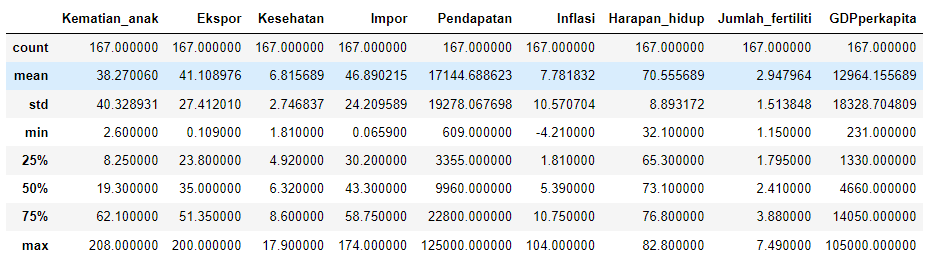 Kematian_anak Ekspor Kesehatan Impor Pendapatan Inflasi Harapan_hidup Jumlah_fertiliti GDPperkapita
count 167.000000 167.000000 167.000000 167.000000 167.000000 167.000000 167.000000 167.000000 167.000000
mean 38.270060 41.108976 6.815689 46.890215 17144.688623 7.781832 70.555689 2.947964 12964.155689
std 40.328931 27.412010 2.746837 24.209589 19278.067698 10.570704 8.893172 1.513848 18328.704809
min 2.600000 0.109000 1.810000 0.065900 609.000000 -4.210000 32.100000 1.150000 231.000000
25% 8.250000 23.800000 4.920000 30.200000 3355.000000 1.810000 65.300000 1.795000 1330.000000
50% 19.300000 35.000000 6.320000 43.300000 9960.000000 5.390000 73.100000 2.410000 4660.000000
75% 62.100000 51.350000 8.600000 58.750000 22800.000000 10.750000 76.800000 3.880000 14050.000000
max 208.000000 200.000000 17.900000 174.000000 125000.000000 104.000000 82.800000 7.490000 105000.000000